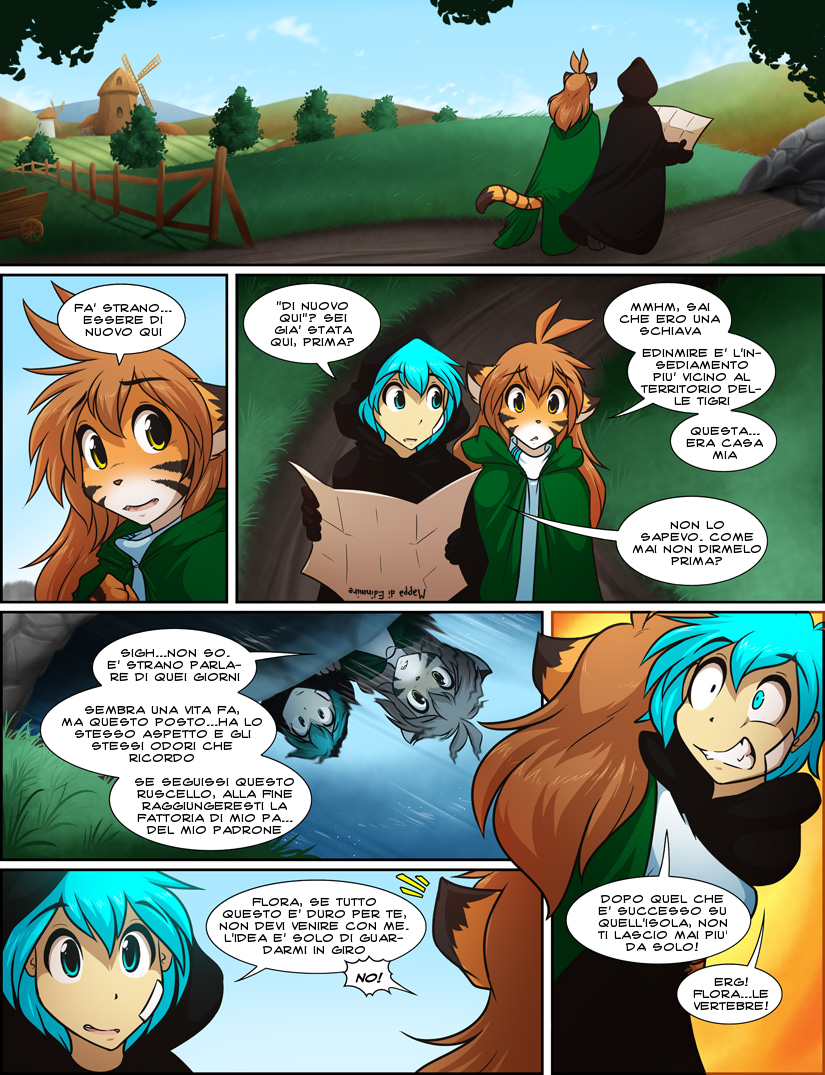 FA' STRANO...
ESSERE DI
NUOVO QUI
"DI NUOVO
QUI"? SEI
GIA' STATA
QUI, PRIMA?
MMHM, SAI
CHE ERO UNA
SCHIAVA
EDINMIRE E' L'IN-
SEDIAMENTO
PIU' VICINO AL
TERRITORIO DEL-
LE TIGRI
QUESTA...
ERA CASA
MIA
NON LO
SAPEVO. COME
MAI NON DIRMELO
PRIMA?
Mappa di Edinmire
SIGH...NON SO.
E' STRANO PARLA-
RE DI QUEI GIORNI
SEMBRA UNA VITA FA,
MA QUESTO POSTO...HA LO
STESSO ASPETTO E GLI
STESSI ODORI CHE
RICORDO
SE SEGUISSI QUESTO
RUSCELLO, ALLA FINE
RAGGIUNGERESTI LA
FATTORIA DI MIO PA...
DEL MIO PADRONE
FLORA, SE TUTTO
QUESTO E' DURO PER TE,
NON DEVI VENIRE CON ME.
L'IDEA E' SOLO DI GUAR-
DARMI IN GIRO
NO!
DOPO QUEL CHE
E' SUCCESSO SU
QUELL'ISOLA, NON
TI LASCIO MAI PIU'
DA SOLO!
ERG!
FLORA...LE
VERTEBRE!